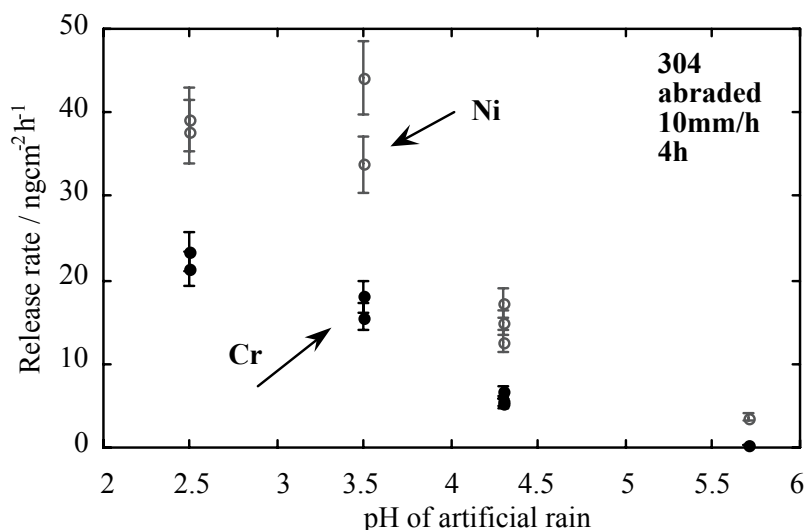 50
40
30
20
10
0
Release rate / ngcm⁻²h⁻¹
304
abraded
10mm/h
4h
Ni
Cr
2 2.5 3 3.5 4 4.5 5 5.5 6
pH of artificial rain